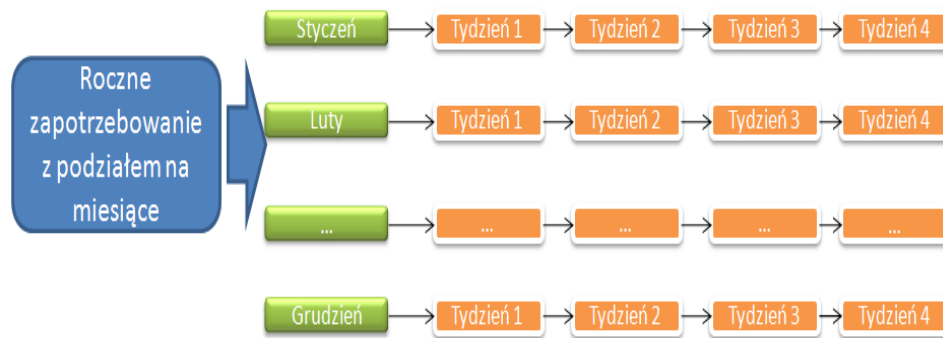 Roczne
zapotrzebowanie
z podziałem na
miesiące
Styczeń Tydzień 1 Tydzień 2 Tydzień 3 Tydzień 4
Luty Tydzień 1 Tydzień 2 Tydzień 3 Tydzień 4
... ... ... ... ...
Grudzień Tydzień 1 Tydzień 2 Tydzień 3 Tydzień 4